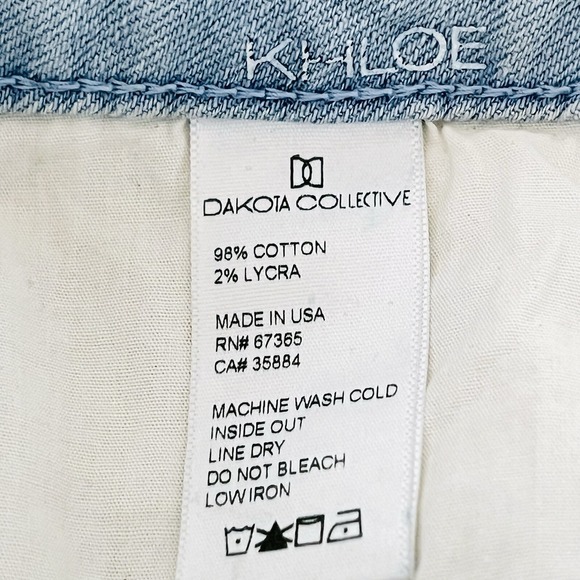 KHLOE
DAKOTA COLLECTIVE
98% COTTON
2% LYCRA
MADE IN USA
RN# 67365
CA# 35884
MACHINE WASH COLD
INSIDE OUT
LINE DRY
DO NOT BLEACH
LOW IRON